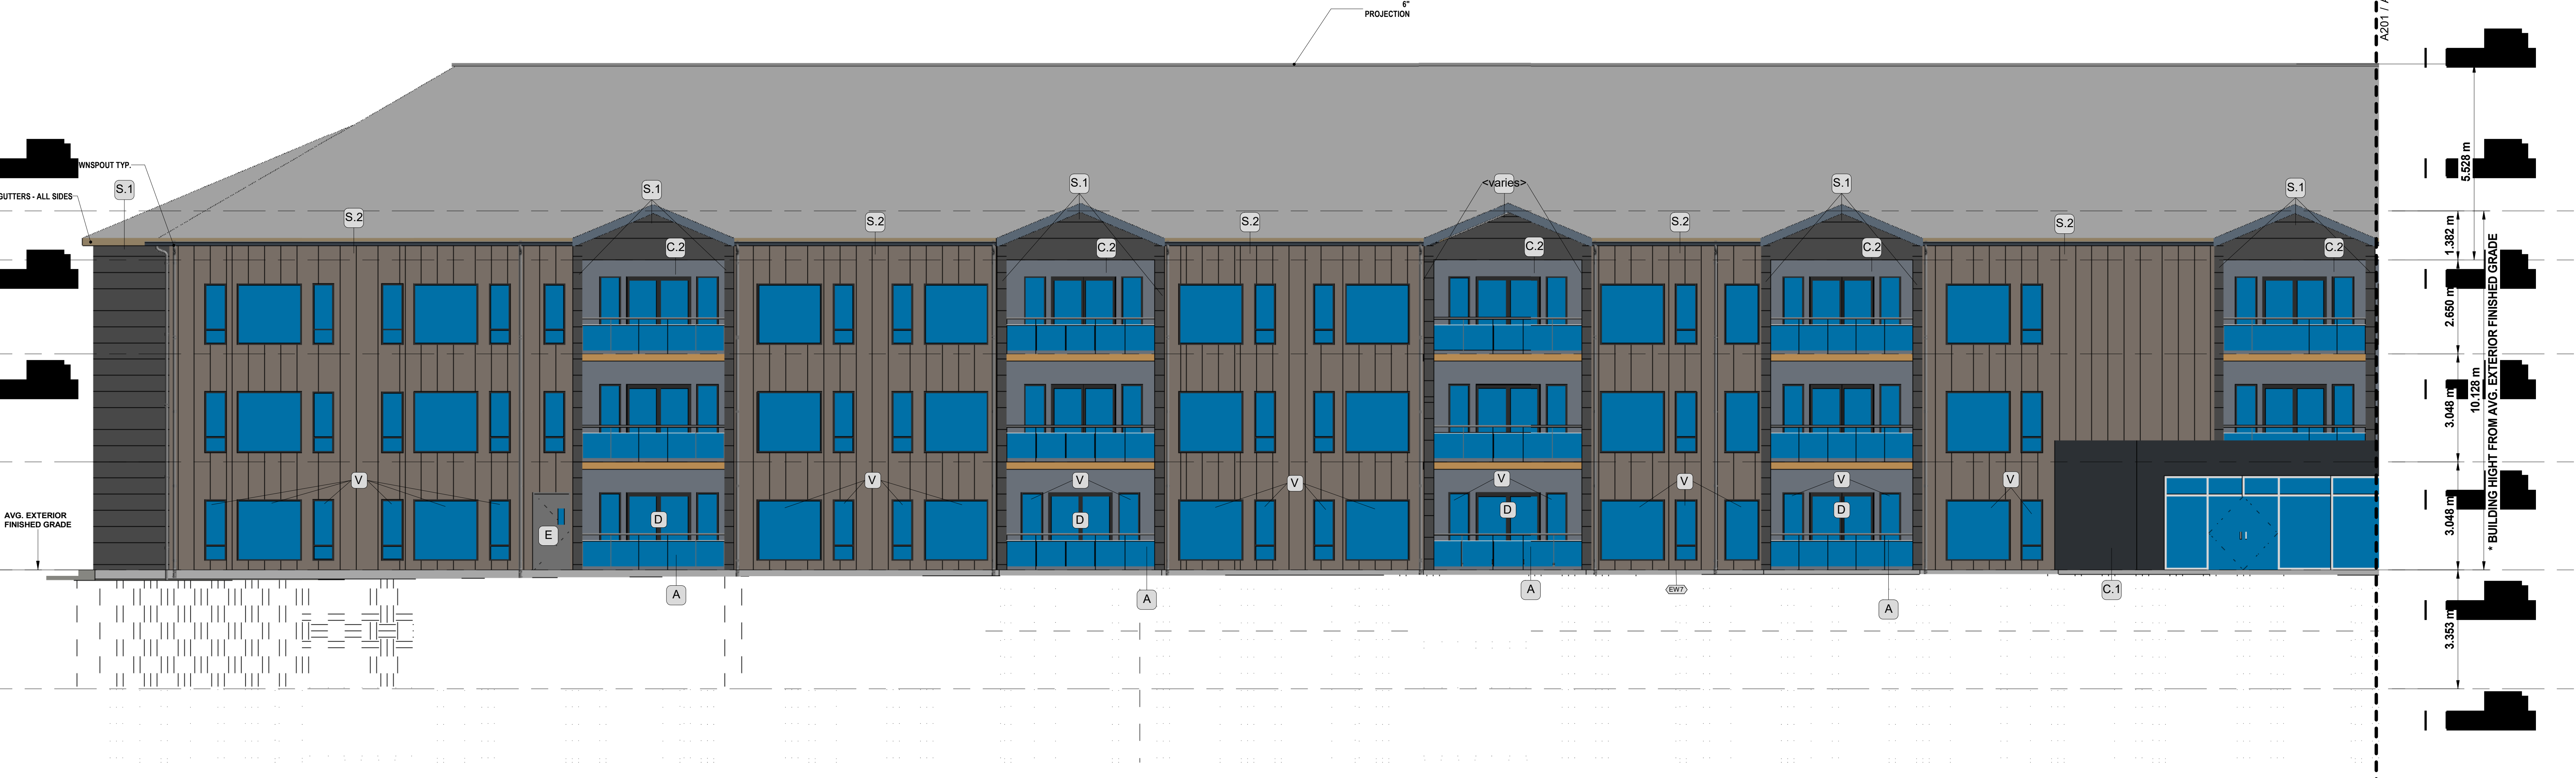 6"
PROJECTION
A201 /
WNSPOUT TYP.
GUTTERS - ALL SIDES
S.1
S.1
S.1
<varies>
S.1
S.1
S.2
S.2
S.2
S.2
S.2
C.2
C.2
C.2
C.2
C.2
5.528 m
1.382 m
2.650 m
3.048 m
3.048 m
3.353 m
10.128 m
* BUILDING HIGHT FROM AVG. EXTERIOR FINISHED GRADE
V
V
V
V
V
V
V
V
D
D
D
D
E
AVG. EXTERIOR
FINISHED GRADE
A
A
A
A
EW7
C.1